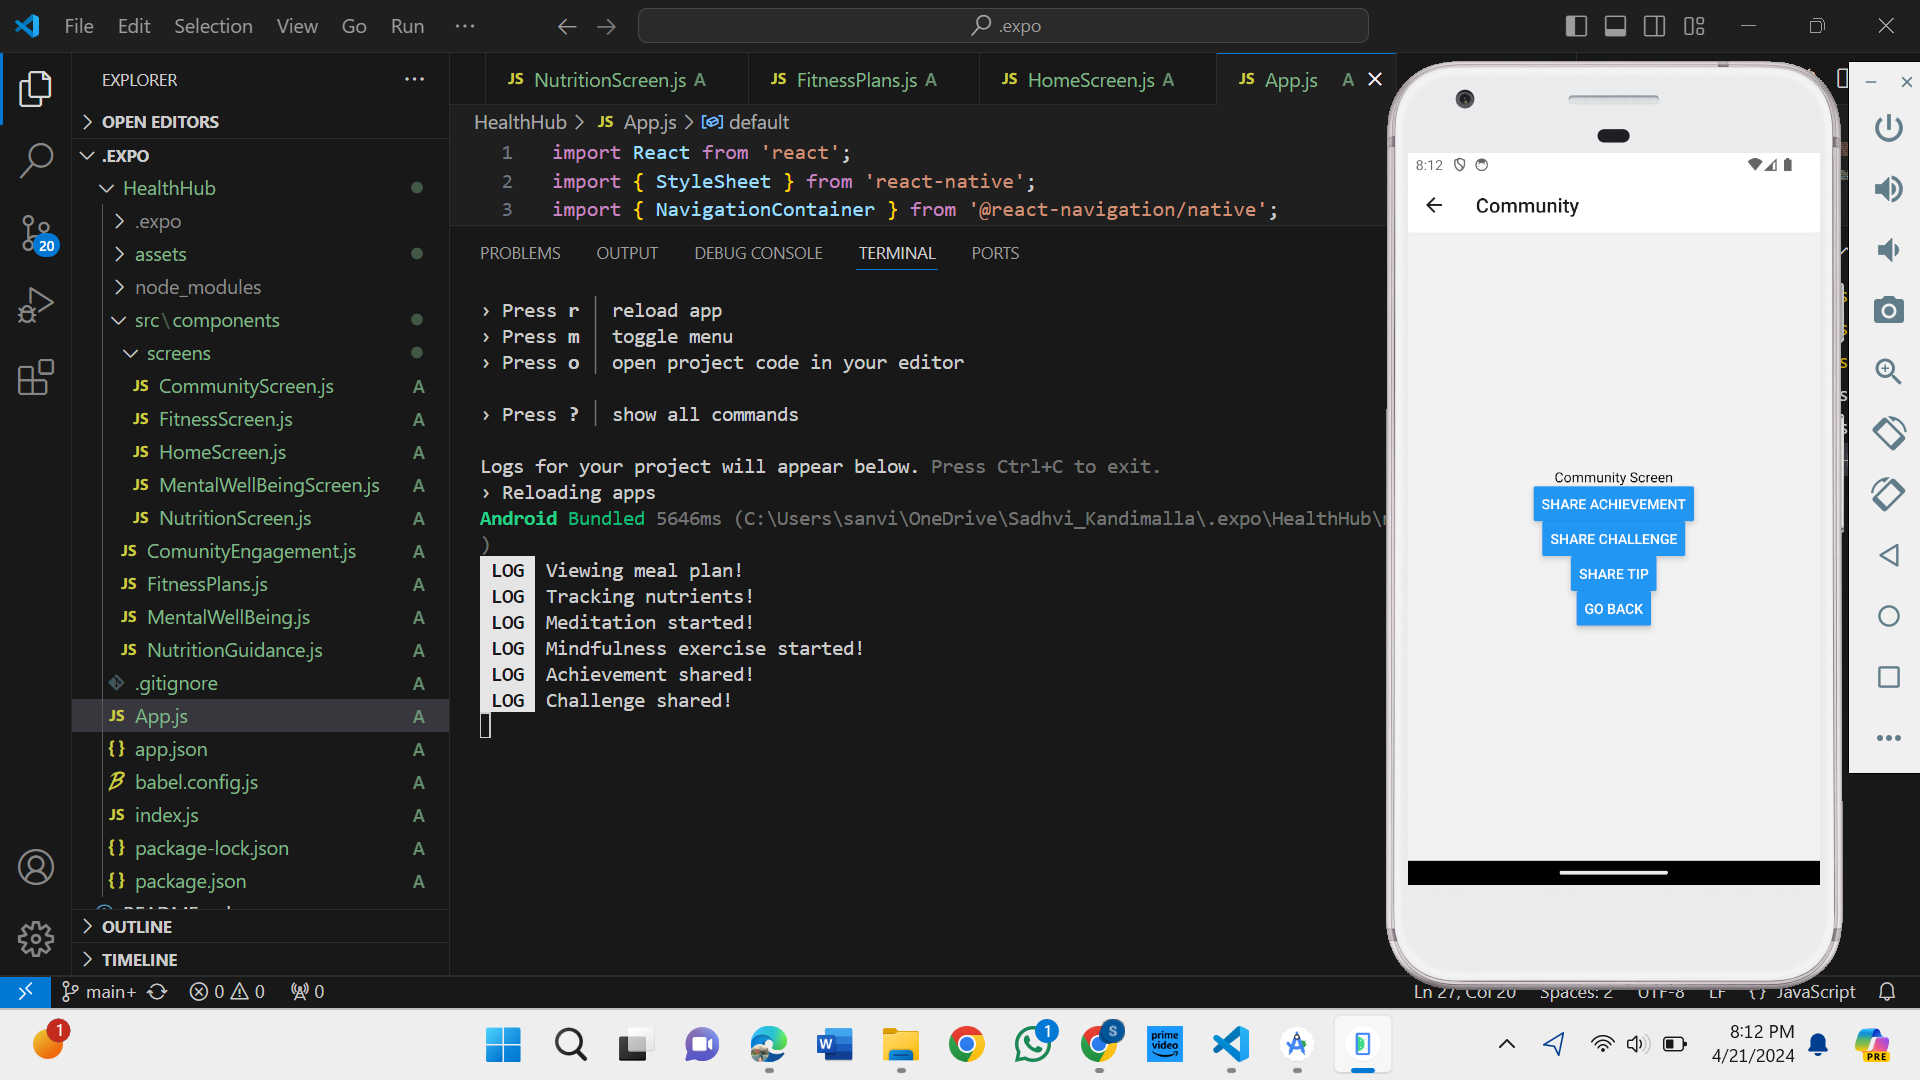 File Edit Selection View Go Run ···
.expo
EXPLORER
OPEN EDITORS
.EXPO
HealthHub
.expo
assets
node_modules
src\components
screens
JS CommunityScreen.js A
JS FitnessScreen.js A
JS HomeScreen.js A
JS MentalWellBeingScreen.js A
JS NutritionScreen.js A
JS ComunityEngagement.js A
JS FitnessPlans.js A
JS MentalWellBeing.js A
JS NutritionGuidance.js A
.gitignore A
JS App.js A
{} app.json A
babel.config.js A
JS index.js A
{} package-lock.json A
{} package.json A
OUTLINE
TIMELINE
20
JS NutritionScreen.js A
JS FitnessPlans.js A
JS HomeScreen.js A
JS App.js A
HealthHub > JS App.js > default
1 import React from 'react';
2 import { StyleSheet } from 'react-native';
3 import { NavigationContainer } from '@react-navigation/native';
PROBLEMS OUTPUT DEBUG CONSOLE TERMINAL PORTS
› Press r │ reload app
› Press m │ toggle menu
› Press o │ open project code in your editor
› Press ? │ show all commands
Logs for your project will appear below. Press Ctrl+C to exit.
› Reloading apps
Android Bundled 5646ms (C:\Users\sanvi\OneDrive\Sadhvi_Kandimalla\.expo\HealthHub\
)
LOG Viewing meal plan!
LOG Tracking nutrients!
LOG Meditation started!
LOG Mindfulness exercise started!
LOG Achievement shared!
LOG Challenge shared!
8:12
Community
Community Screen
SHARE ACHIEVEMENT
SHARE CHALLENGE
SHARE TIP
GO BACK
main+ 0 0 0
Ln 27, Col 20 Spaces: 2 UTF-8 LF {} JavaScript
1
W
1
S
prime video
8:12 PM
4/21/2024
PRE